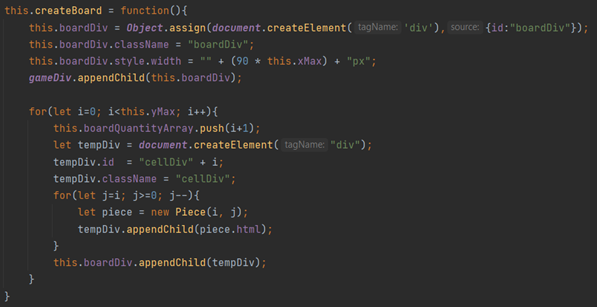 this.createBoard = function(){
    this.boardDiv = Object.assign(document.createElement( tagName: 'div'), source: {id:"boardDiv"});
    this.boardDiv.className = "boardDiv";
    this.boardDiv.style.width = "" + (90 * this.xMax) + "px";
    gameDiv.appendChild(this.boardDiv);

    for(let i=0; i<this.yMax; i++){
        this.boardQuantityArray.push(i+1);
        let tempDiv = document.createElement( tagName: "div");
        tempDiv.id  = "cellDiv" + i;
        tempDiv.className = "cellDiv";
        for(let j=i; j>=0; j--){
            let piece = new Piece(i, j);
            tempDiv.appendChild(piece.html);
        }
        this.boardDiv.appendChild(tempDiv);
    }
}